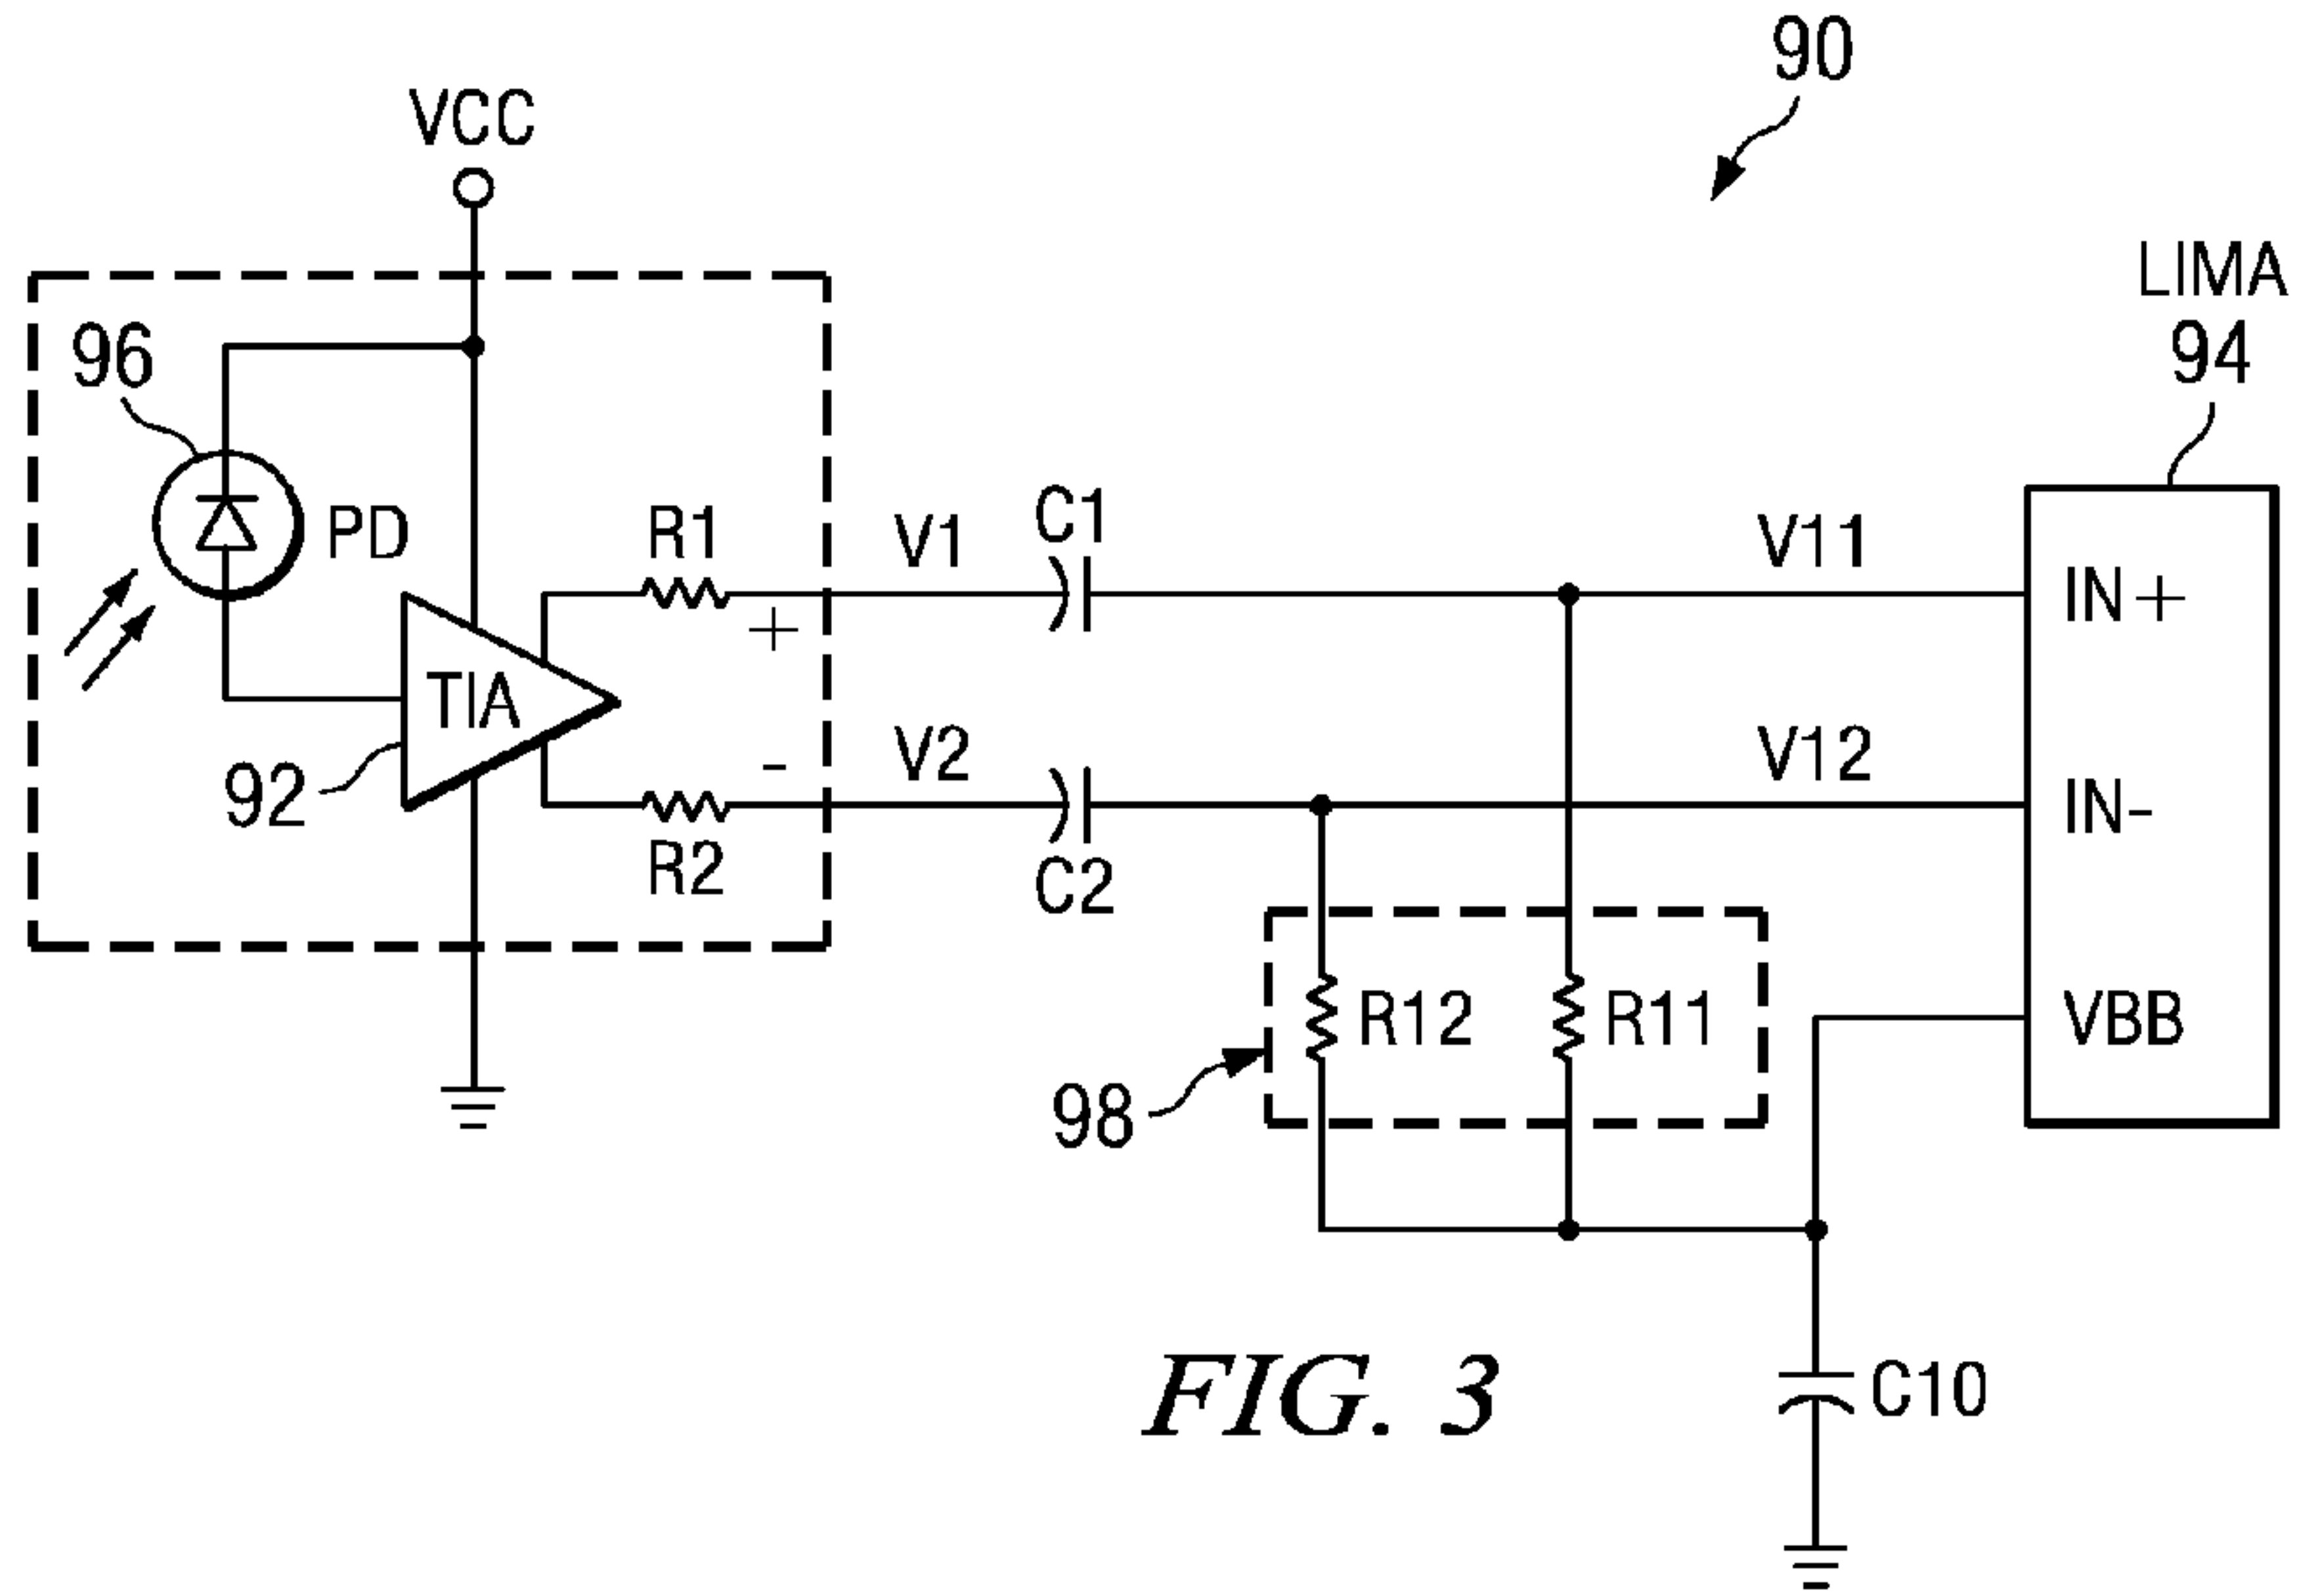 90
VCC
LIMA
94
96
PD
R1
V1
C1
V11
IN+
+
TIA
92
-
R2
V2
C2
V12
IN-
R12
R11
VBB
98
C10
FIG. 3